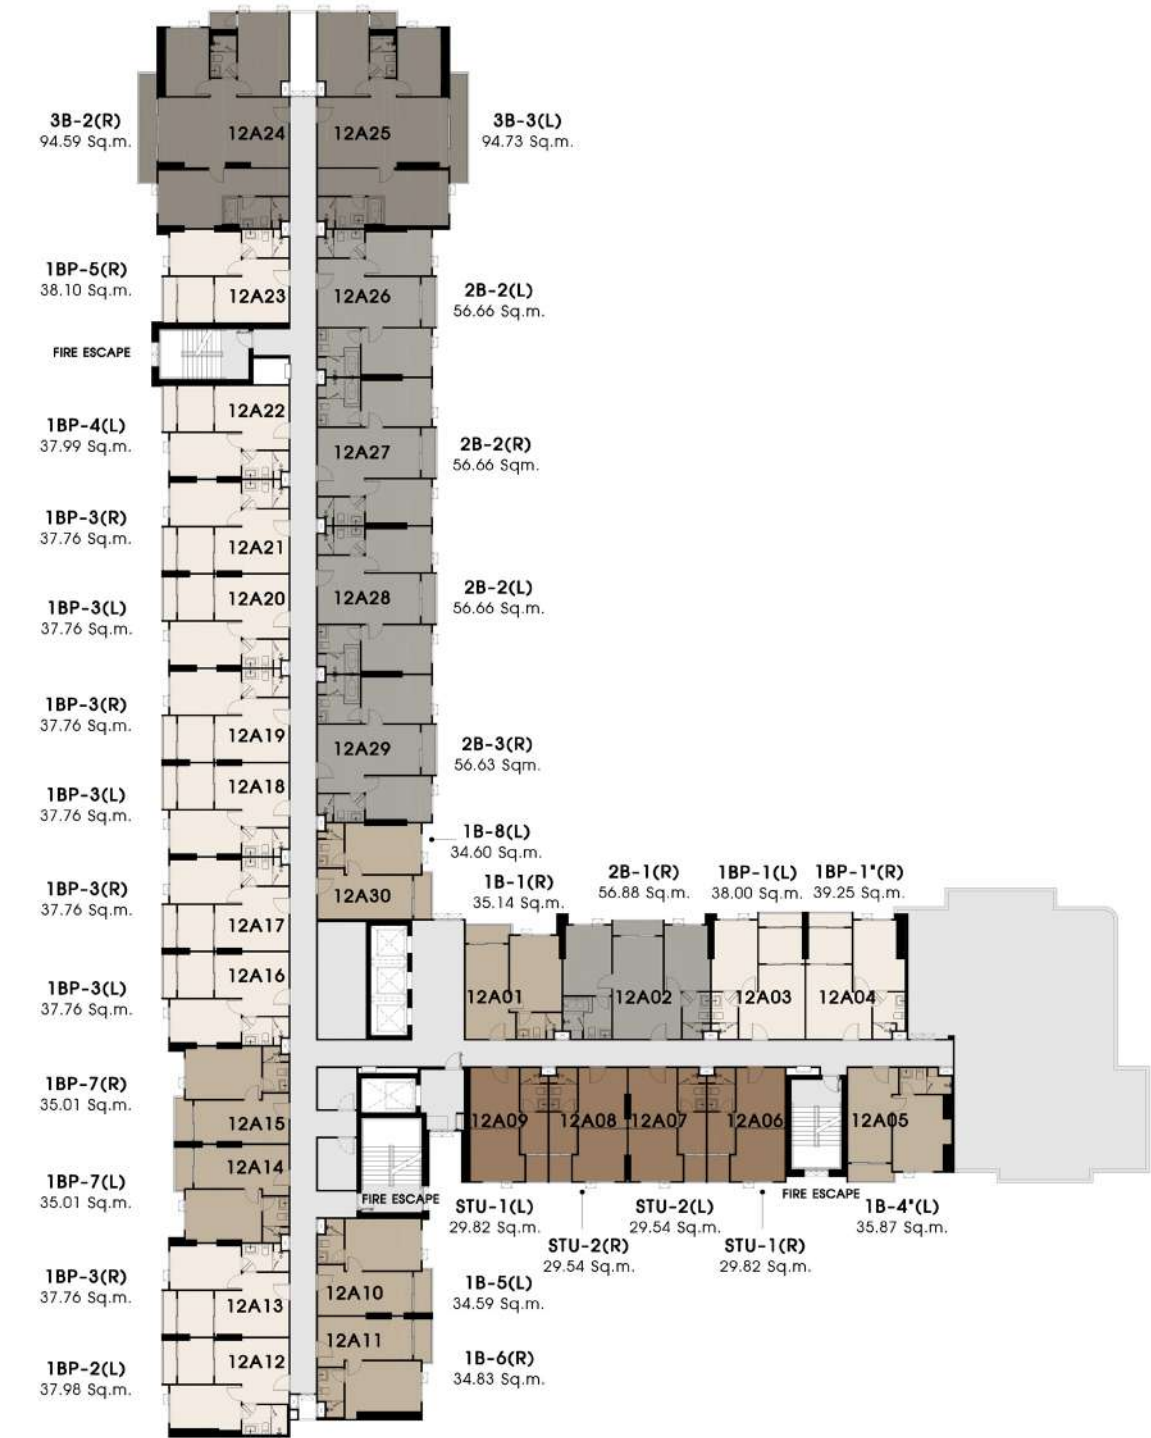 3B-2(R)
94.59 Sq.m.
12A24
12A25
3B-3(L)
94.73 Sq.m.
1BP-5(R)
38.10 Sq.m.
12A23
12A26
2B-2(L)
56.66 Sq.m.
FIRE ESCAPE
1BP-4(L)
37.99 Sq.m.
12A22
12A27
2B-2(R)
56.66 Sqm.
1BP-3(R)
37.76 Sq.m.
12A21
1BP-3(L)
37.76 Sq.m.
12A20
12A28
2B-2(L)
56.66 Sq.m.
1BP-3(R)
37.76 Sq.m.
12A19
12A29
2B-3(R)
56.63 Sqm.
1BP-3(L)
37.76 Sq.m.
12A18
1B-8(L)
34.60 Sq.m.
1BP-3(R)
37.76 Sq.m.
12A17
12A30
1B-1(R)
35.14 Sq.m.
2B-1(R)
56.88 Sq.m.
1BP-1(L)
38.00 Sq.m.
1BP-1"(R)
39.25 Sq.m.
1BP-3(L)
37.76 Sq.m.
12A16
12A01
12A02
12A03
12A04
1BP-7(R)
35.01 Sq.m.
12A15
12A09
12A08
12A07
12A06
12A05
1BP-7(L)
35.01 Sq.m.
12A14
FIRE ESCAPE
STU-1(L)
29.82 Sq.m.
STU-2(R)
29.54 Sq.m.
STU-2(L)
29.54 Sq.m.
STU-1(R)
29.82 Sq.m.
FIRE ESCAPE
1B-4"(L)
35.87 Sq.m.
1BP-3(R)
37.76 Sq.m.
12A13
12A10
1B-5(L)
34.59 Sq.m.
1BP-2(L)
37.98 Sq.m.
12A12
12A11
1B-6(R)
34.83 Sq.m.